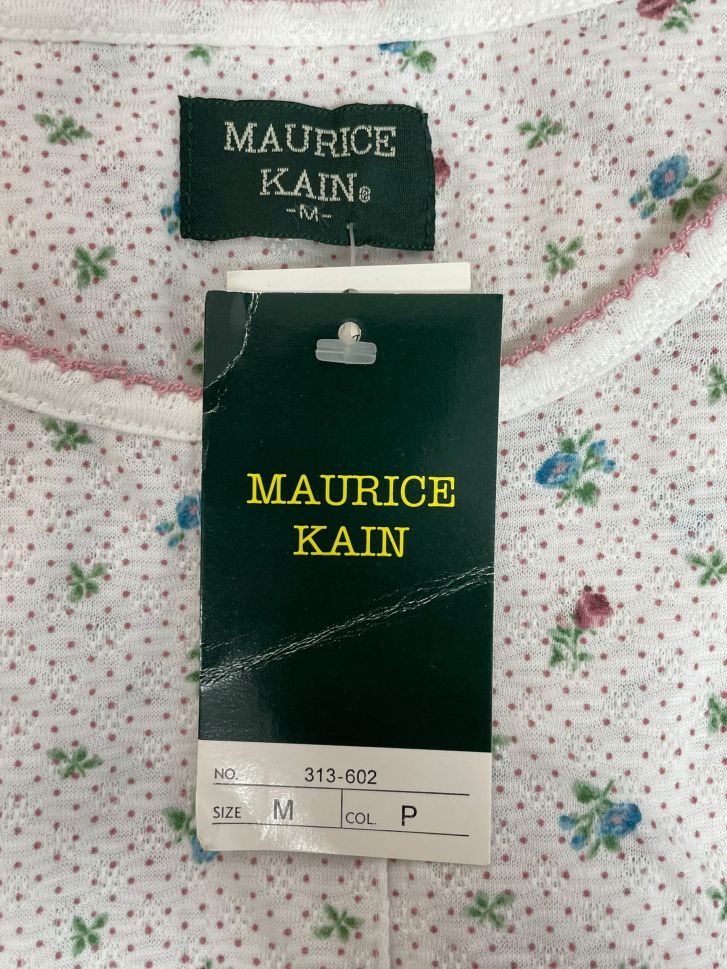 MAURICE
KAIN®
-M-
MAURICE
KAIN
NO. 313-602
SIZE M COL. P